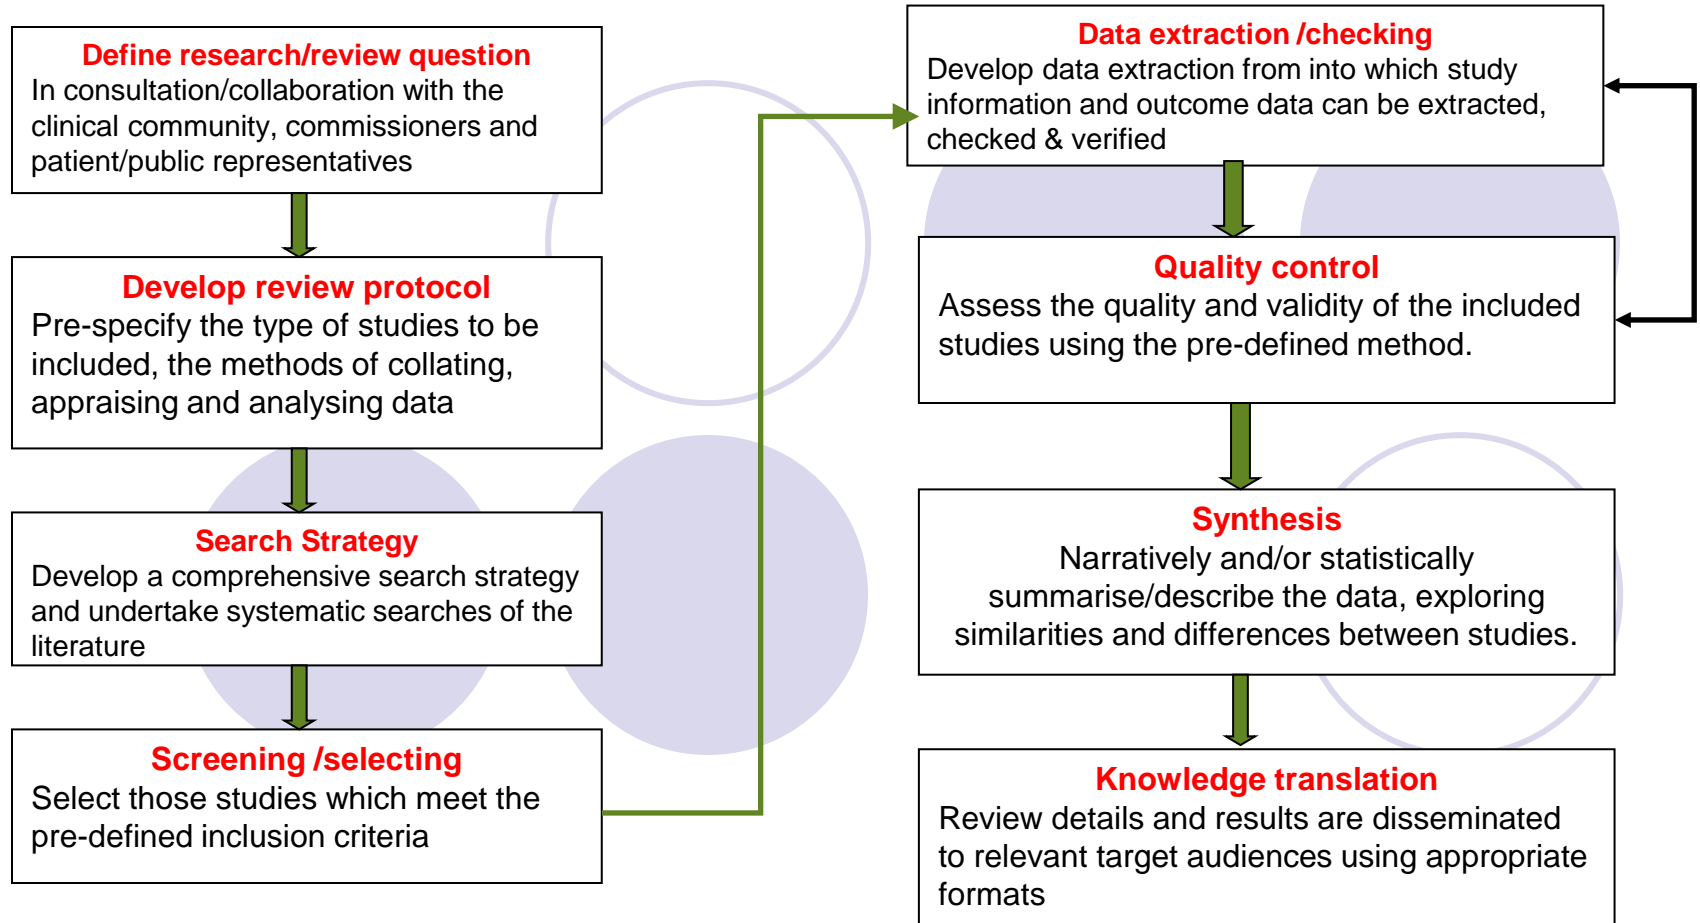 Define research/review question
In consultation/collaboration with the
clinical community, commissioners and
patient/public representatives
Develop review protocol
Pre-specify the type of studies to be
included, the methods of collating,
appraising and analysing data
Search Strategy
Develop a comprehensive search strategy
and undertake systematic searches of the
literature
Screening /selecting
Select those studies which meet the
pre-defined inclusion criteria
Data extraction /checking
Develop data extraction from into which study
information and outcome data can be extracted,
checked & verified
Quality control
Assess the quality and validity of the included
studies using the pre-defined method.
Synthesis
Narratively and/or statistically
summarise/describe the data, exploring
similarities and differences between studies.
Knowledge translation
Review details and results are disseminated
to relevant target audiences using appropriate
formats